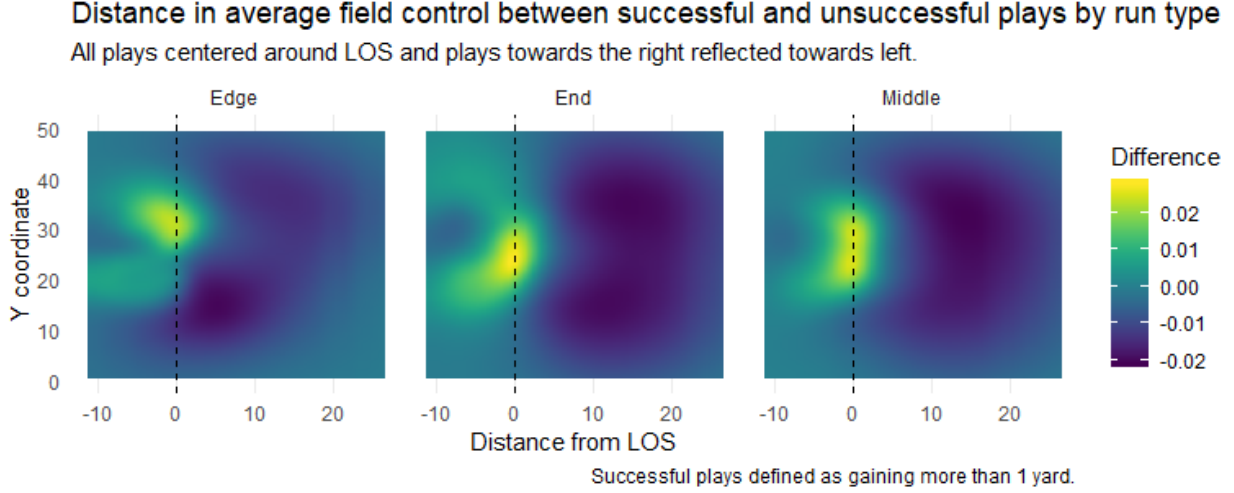 Distance in average field control between successful and unsuccessful plays by run type
All plays centered around LOS and plays towards the right reflected towards left.
Edge End Middle
Difference
50
40
30
20
10
0
Y coordinate
0.02
0.01
0.00
-0.01
-0.02
-10 0 10 20 -10 0 10 20 -10 0 10 20
Distance from LOS
Successful plays defined as gaining more than 1 yard.